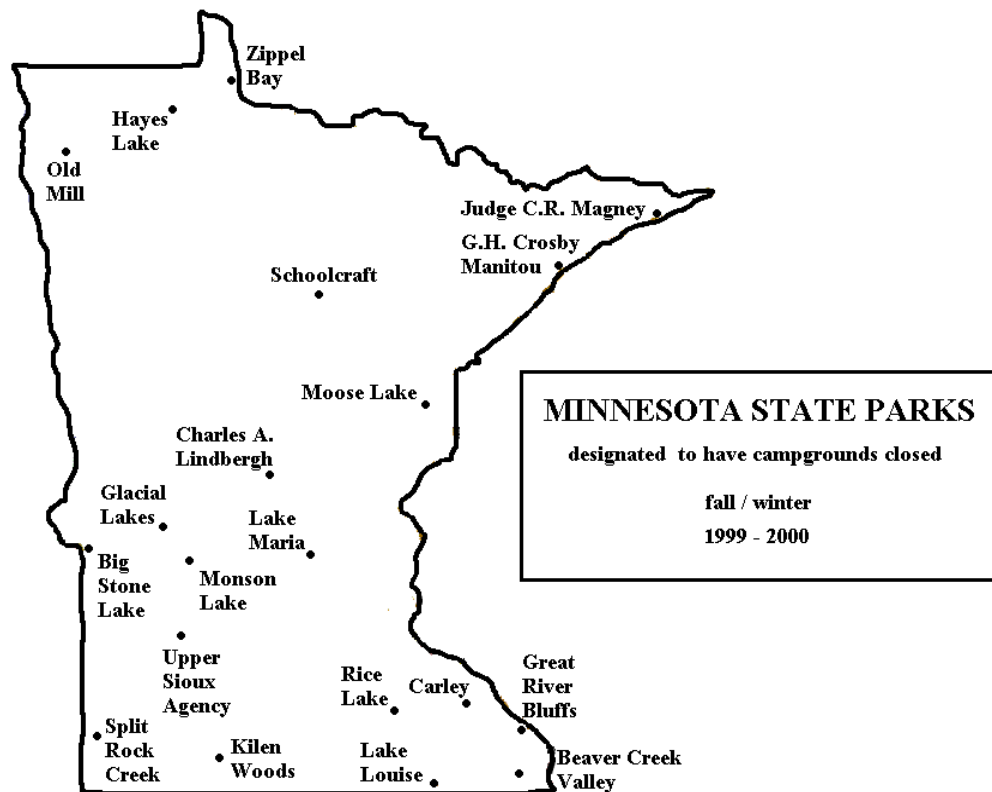 Zippel
Bay
Hayes
Lake
Old
Mill
Judge C.R. Magney
G.H. Crosby
Manitou
Schoolcraft
Moose Lake
MINNESOTA STATE PARKS
designated to have campgrounds closed
fall / winter
1999 - 2000
Charles A.
Lindbergh
Glacial
Lakes
Lake
Maria
Big
Stone
Lake
Monson
Lake
Upper
Sioux
Agency
Rice
Lake
Carley
Great
River
Bluffs
Split
Rock
Creek
Kilen
Woods
Lake
Louise
Beaver Creek
Valley